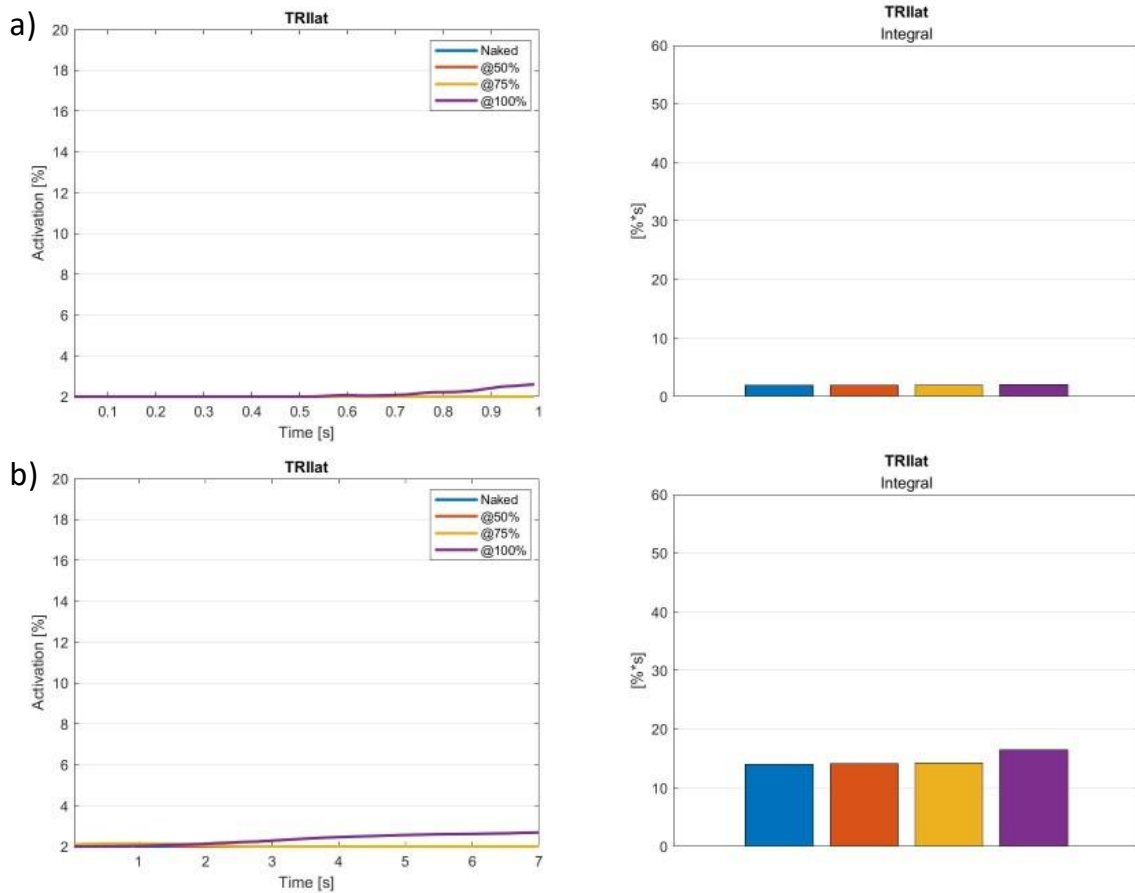 a)
TRIlat
20
18
16
14
12
10
8
6
4
2
Activation [%]
0.1 0.2 0.3 0.4 0.5 0.6 0.7 0.8 0.9 1
Time [s]
Naked
@50%
@75%
@100%
TRIlat
Integral
60
50
40
30
20
10
0
[%*s]
b)
TRIlat
20
18
16
14
12
10
8
6
4
2
Activation [%]
1 2 3 4 5 6 7
Time [s]
Naked
@50%
@75%
@100%
TRIlat
Integral
60
50
40
30
20
10
0
[%*s]